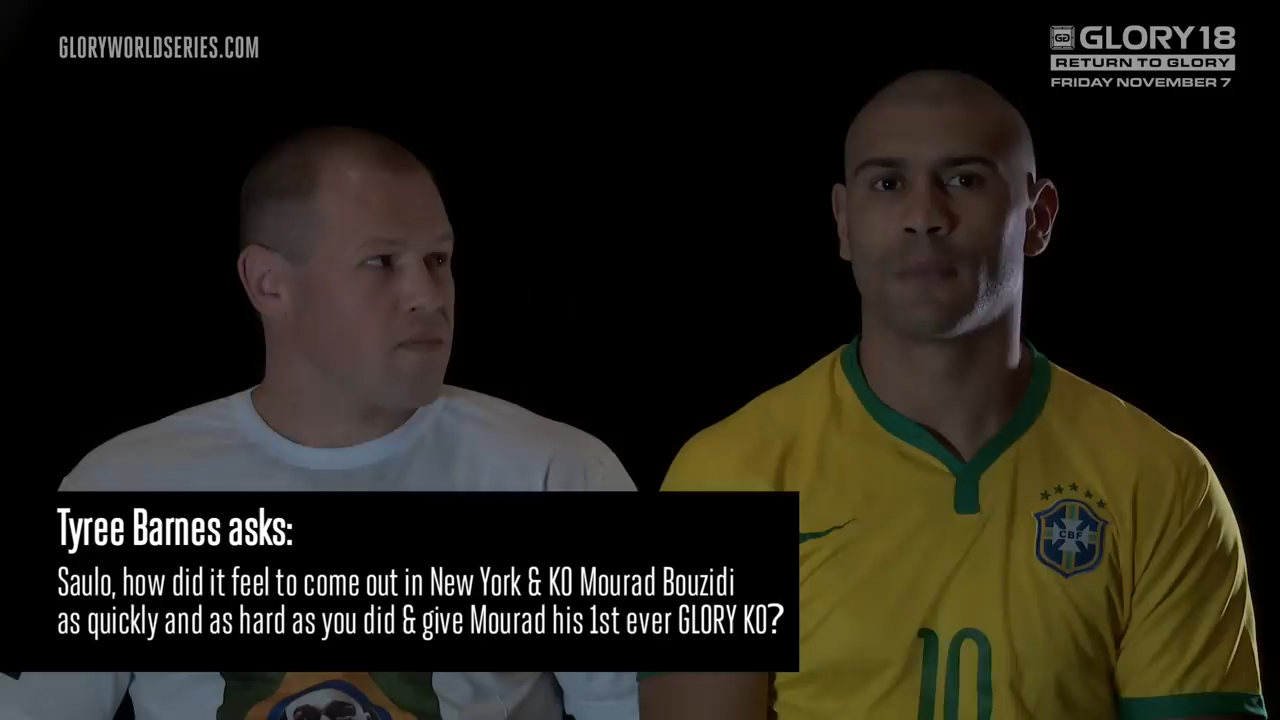 GLORYWORLDSERIES.COM
GLORY 18
RETURN TO GLORY
FRIDAY NOVEMBER 7
CBF
10
Tyree Barnes asks:
Saulo, how did it feel to come out in New York & KO Mourad Bouzidi
as quickly and as hard as you did & give Mourad his 1st ever GLORY KO?